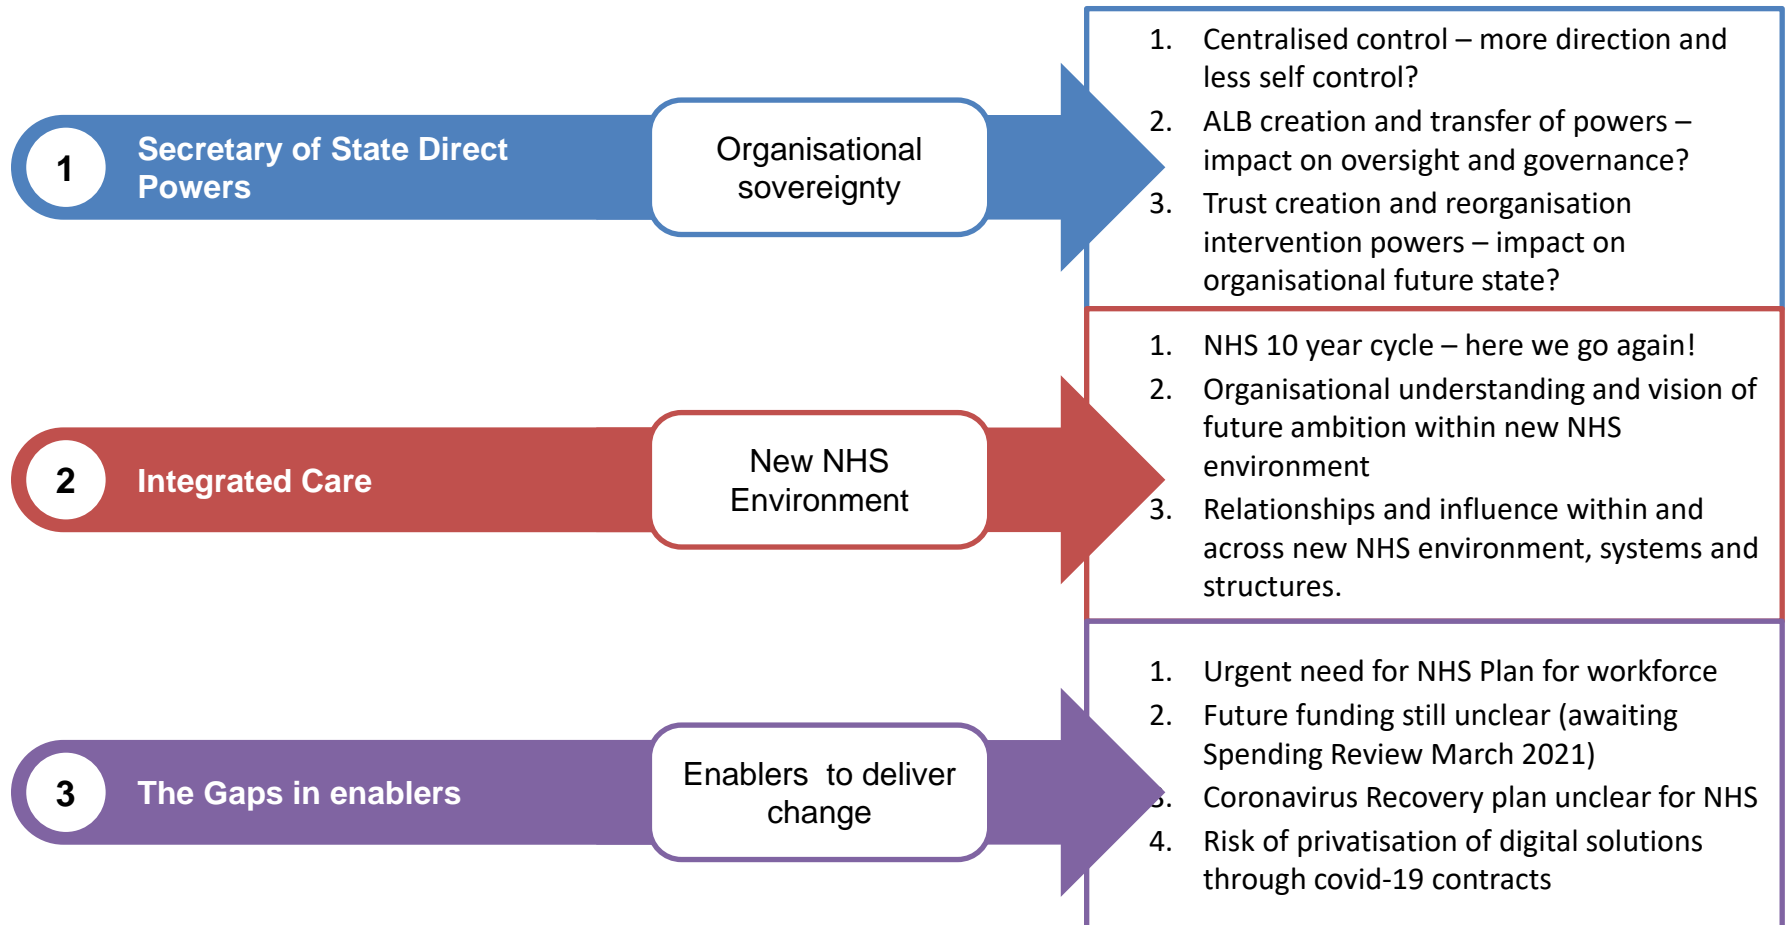 1
Secretary of State Direct
Powers
Organisational
sovereignty
1. Centralised control – more direction and
less self control?
2. ALB creation and transfer of powers –
impact on oversight and governance?
3. Trust creation and reorganisation
intervention powers – impact on
organisational future state?
2
Integrated Care
New NHS
Environment
1. NHS 10 year cycle – here we go again!
2. Organisational understanding and vision of
future ambition within new NHS
environment
3. Relationships and influence within and
across new NHS environment, systems and
structures.
3
The Gaps in enablers
Enablers to deliver
change
1. Urgent need for NHS Plan for workforce
2. Future funding still unclear (awaiting
Spending Review March 2021)
3. Coronavirus Recovery plan unclear for NHS
4. Risk of privatisation of digital solutions
through covid-19 contracts